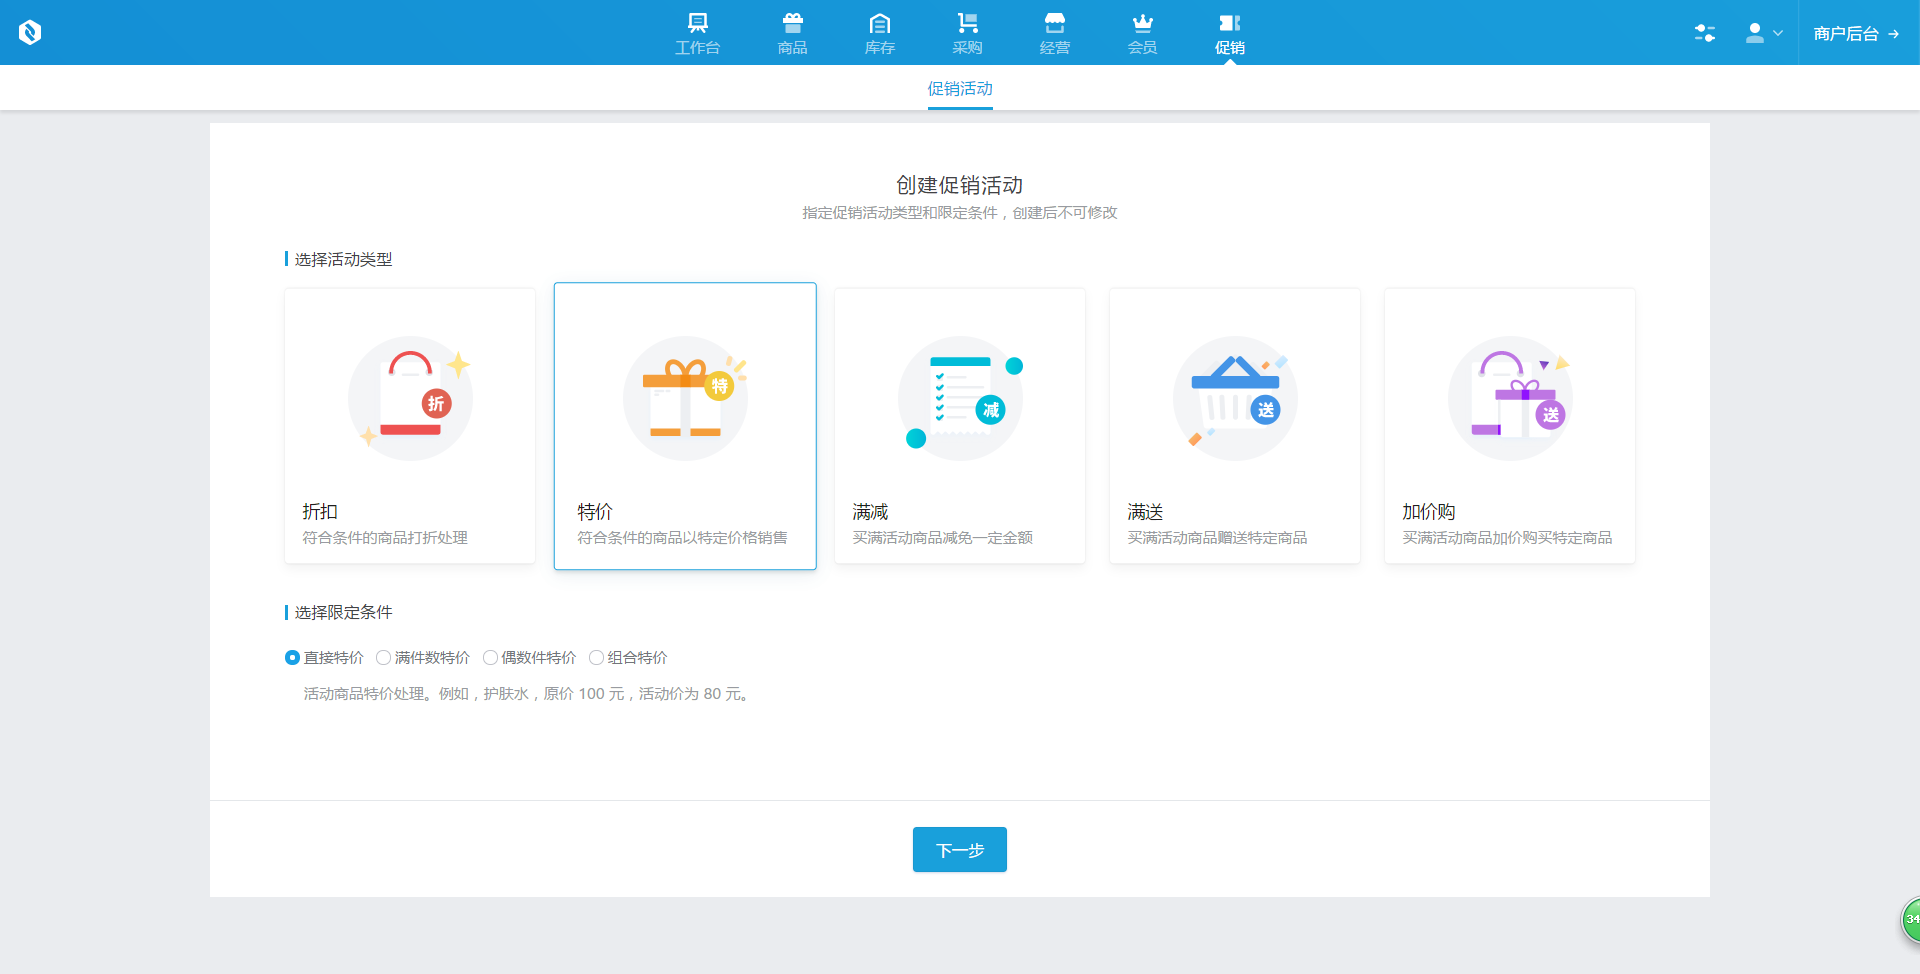 工作台
商品
库存
采购
经营
会员
促销
商户后台
促销活动
创建促销活动
指定促销活动类型和限定条件，创建后不可修改
选择活动类型
折
特
减
送
送
折扣
符合条件的商品打折处理
特价
符合条件的商品以特定价格销售
满减
买满活动商品减免一定金额
满送
买满活动商品赠送特定商品
加价购
买满活动商品加价购买特定商品
选择限定条件
直接特价
满件数特价
偶数件特价
组合特价
活动商品特价处理。例如，护肤水，原价 100 元，活动价为 80 元。
下一步
34